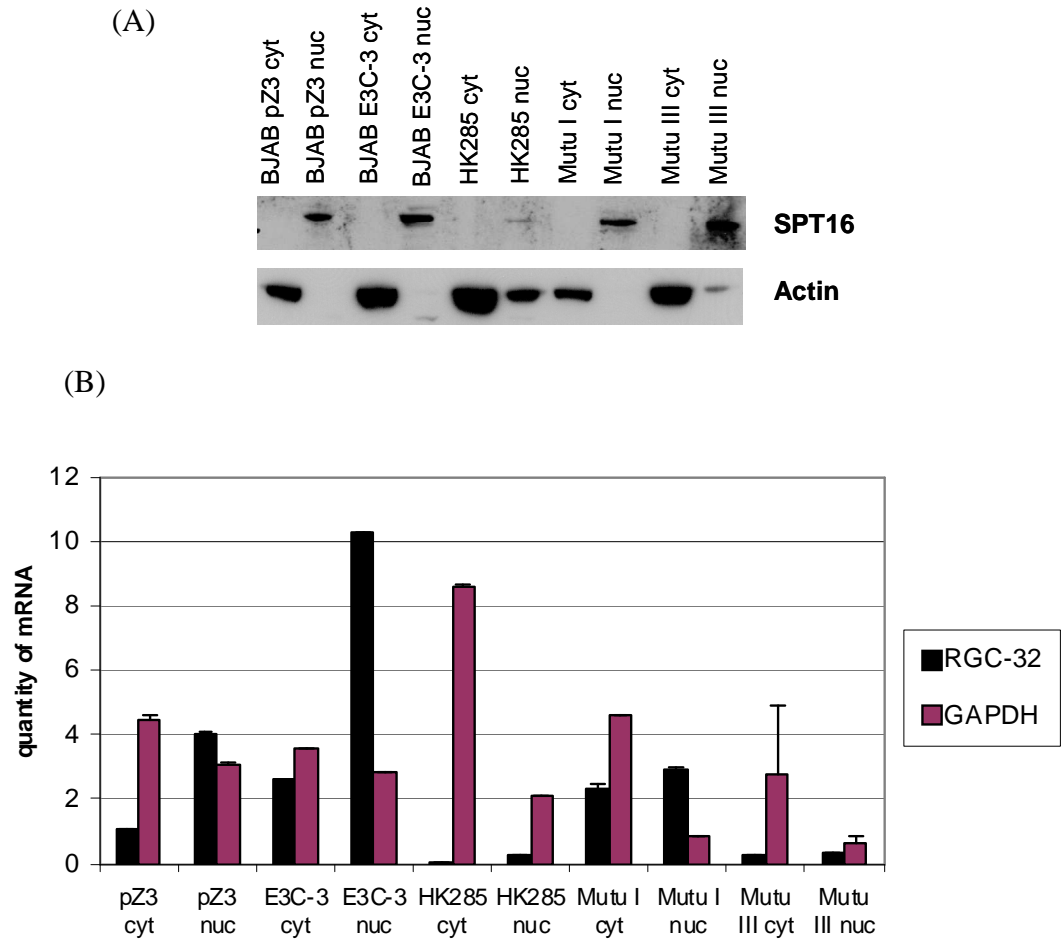 (A)
BJAB pZ3 cyt
BJAB pZ3 nuc
BJAB E3C-3 cyt
BJAB E3C-3 nuc
HK285 cyt
HK285 nuc
Mutu I cyt
Mutu I nuc
Mutu III cyt
Mutu III nuc
SPT16
Actin
(B)
12
10
8
6
4
2
0
quantity of mRNA
pZ3
cyt
pZ3
nuc
E3C-3
cyt
E3C-3
nuc
HK285
cyt
HK285
nuc
Mutu I
cyt
Mutu I
nuc
Mutu
III cyt
Mutu
III nuc
RGC-32
GAPDH